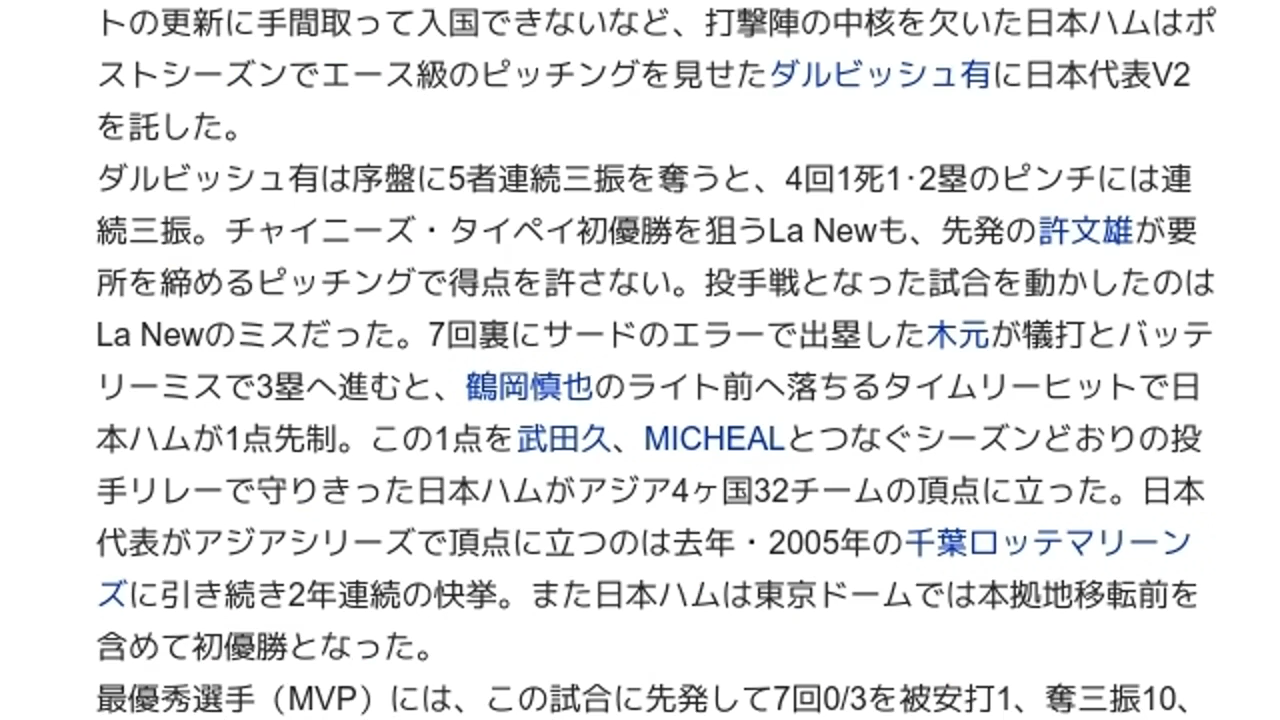 トの更新に手間取って入国できないなど、打撃陣の中核を欠いた日本ハムはポ
ストシーズンでエース級のピッチングを見せたダルビッシュ有に日本代表V2
を託した。
ダルビッシュ有は序盤に5者連続三振を奪うと、4回1死1·2塁のピンチには連
続三振。チャイニーズ・タイペイ初優勝を狙うLa Newも、先発の許文雄が要
所を締めるピッチングで得点を許さない。投手戦となった試合を動かしたのは
La Newのミスだった。7回裏にサードのエラーで出塁した木元が犠打とバッテ
リーミスで3塁へ進むと、鶴岡慎也のライト前へ落ちるタイムリーヒットで日
本ハムが1点先制。この1点を武田久、MICHEALとつなぐシーズンどおりの投
手リレーで守りきった日本ハムがアジア4ヶ国32チームの頂点に立った。日本
代表がアジアシリーズで頂点に立つのは去年・2005年の千葉ロッテマリーン
ズに引き続き2年連続の快挙。また日本ハムは東京ドームでは本拠地移転前を
含めて初優勝となった。
最優秀選手（MVP）には、この試合に先発して7回0/3を被安打1、奪三振10、